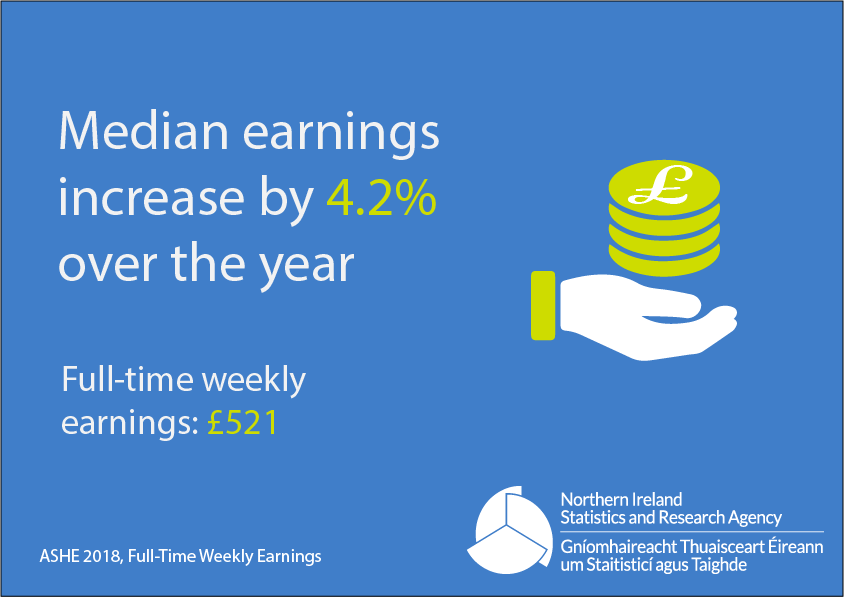 Median earnings
increase by 4.2%
over the year
£
Full-time weekly
earnings: £521
ASHE 2018, Full-Time Weekly Earnings
Northern Ireland
Statistics and Research Agency
Gníomhaireacht Thuaisceart Éireann
um Staitisticí agus Taighde